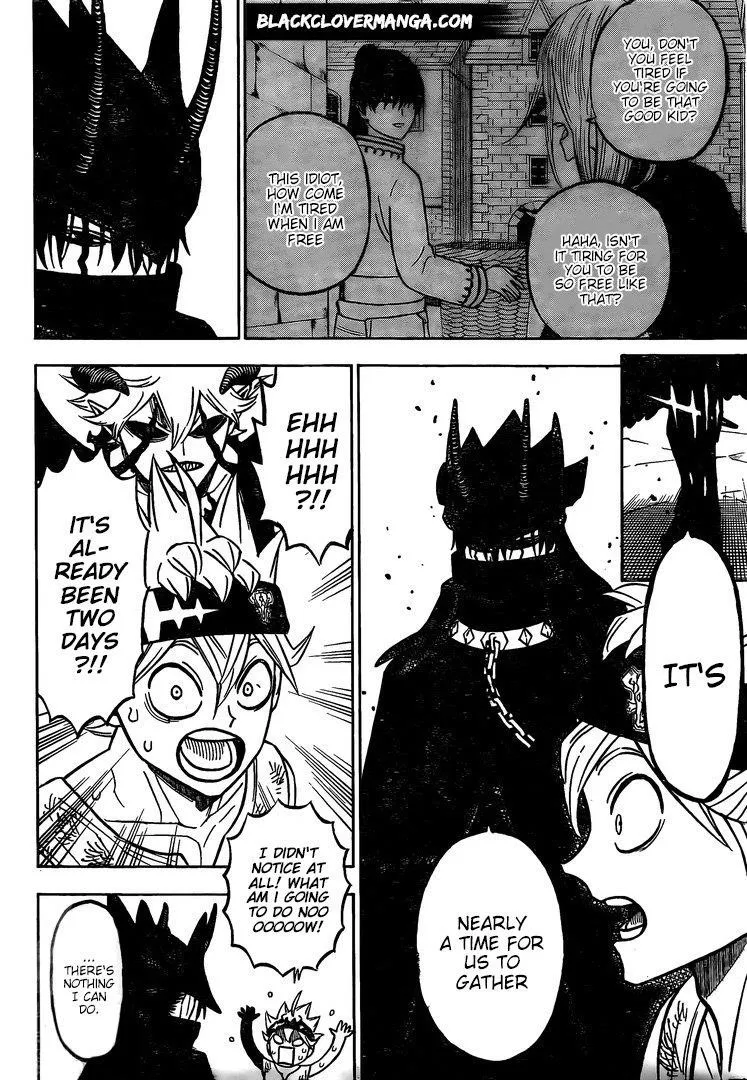 BLACKCLOVERMANGA.COM
YOU, DON'T
YOU FEEL
TIRED IF
YOU'RE GOING
TO BE THAT
GOOD KID?
THIS IDIOT,
HOW COME
I'M TIRED
WHEN I AM
FREE
HAHA, ISN'T
IT TIRING FOR
YOU TO BE
SO FREE LIKE
THAT?
IT'S
NEARLY
A TIME FOR
US TO
GATHER
EHH
HHH
HHH
?!!
IT'S
AL-
READY
BEEN
TWO
DAYS
?!!
I DIDN'T
NOTICE AT
ALL! WHAT
AM I GOING
TO DO NOO
OOOOOW!
...
THERE'S
NOTHING
I CAN
DO.